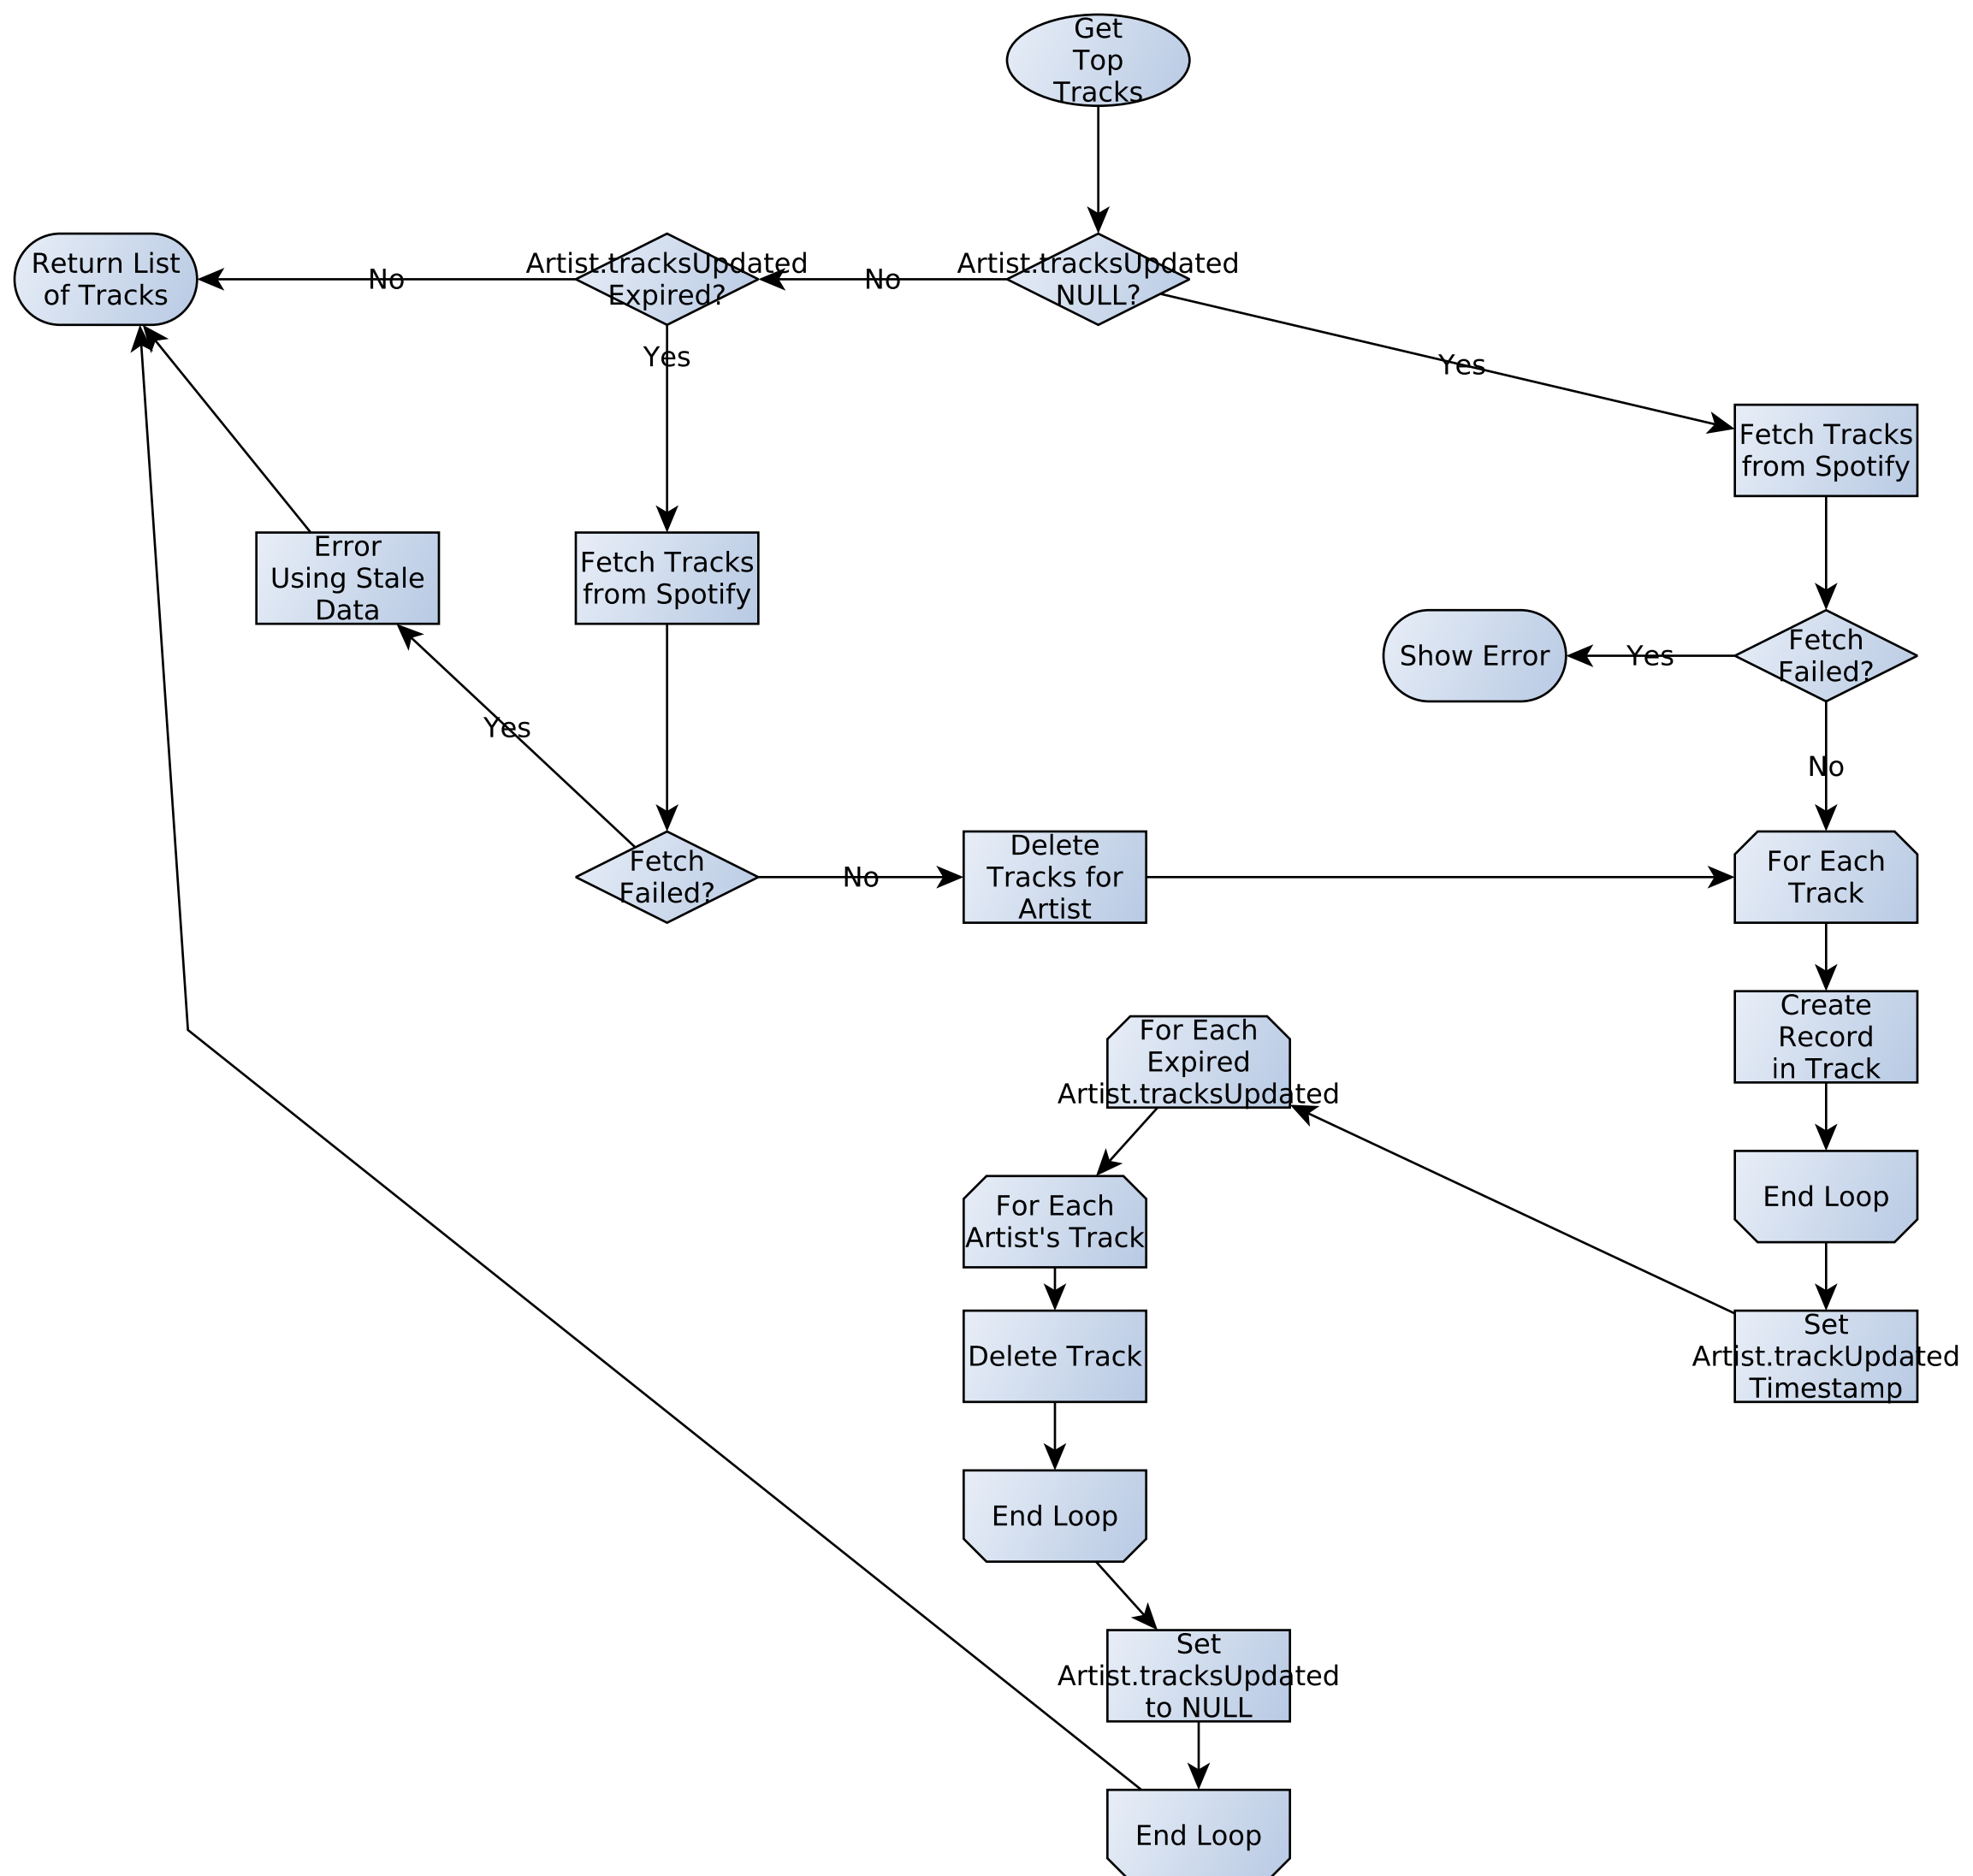 Get
Top
Tracks
Return List
of Tracks
No
Artist.tracksUpdated
Expired?
No
Artist.tracksUpdated
NULL?
Yes
Yes
Fetch Tracks
from Spotify
Error
Using Stale
Data
Fetch Tracks
from Spotify
Show Error
Yes
Fetch
Failed?
Yes
No
Fetch
Failed?
No
Delete
Tracks for
Artist
For Each
Track
Create
Record
in Track
For Each
Expired
Artist.tracksUpdated
End Loop
For Each
Artist's Track
Set
Artist.trackUpdated
Timestamp
Delete Track
End Loop
Set
Artist.tracksUpdated
to NULL
End Loop